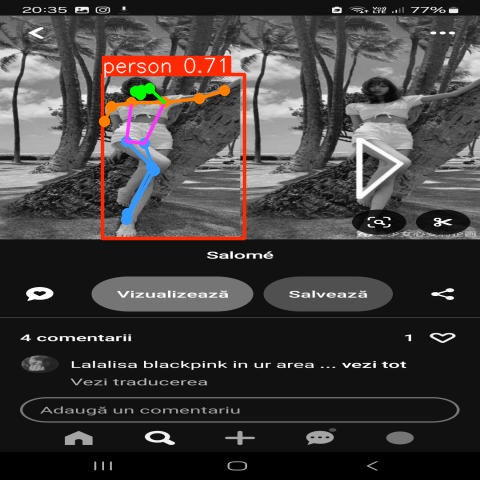 20:35
77%
person 0.71
Salomé
Vizualizează
Salvează
4 comentarii
1
Lalalisa blackpink in ur area ... vezi tot
Vezi traducerea
Adaugă un comentariu